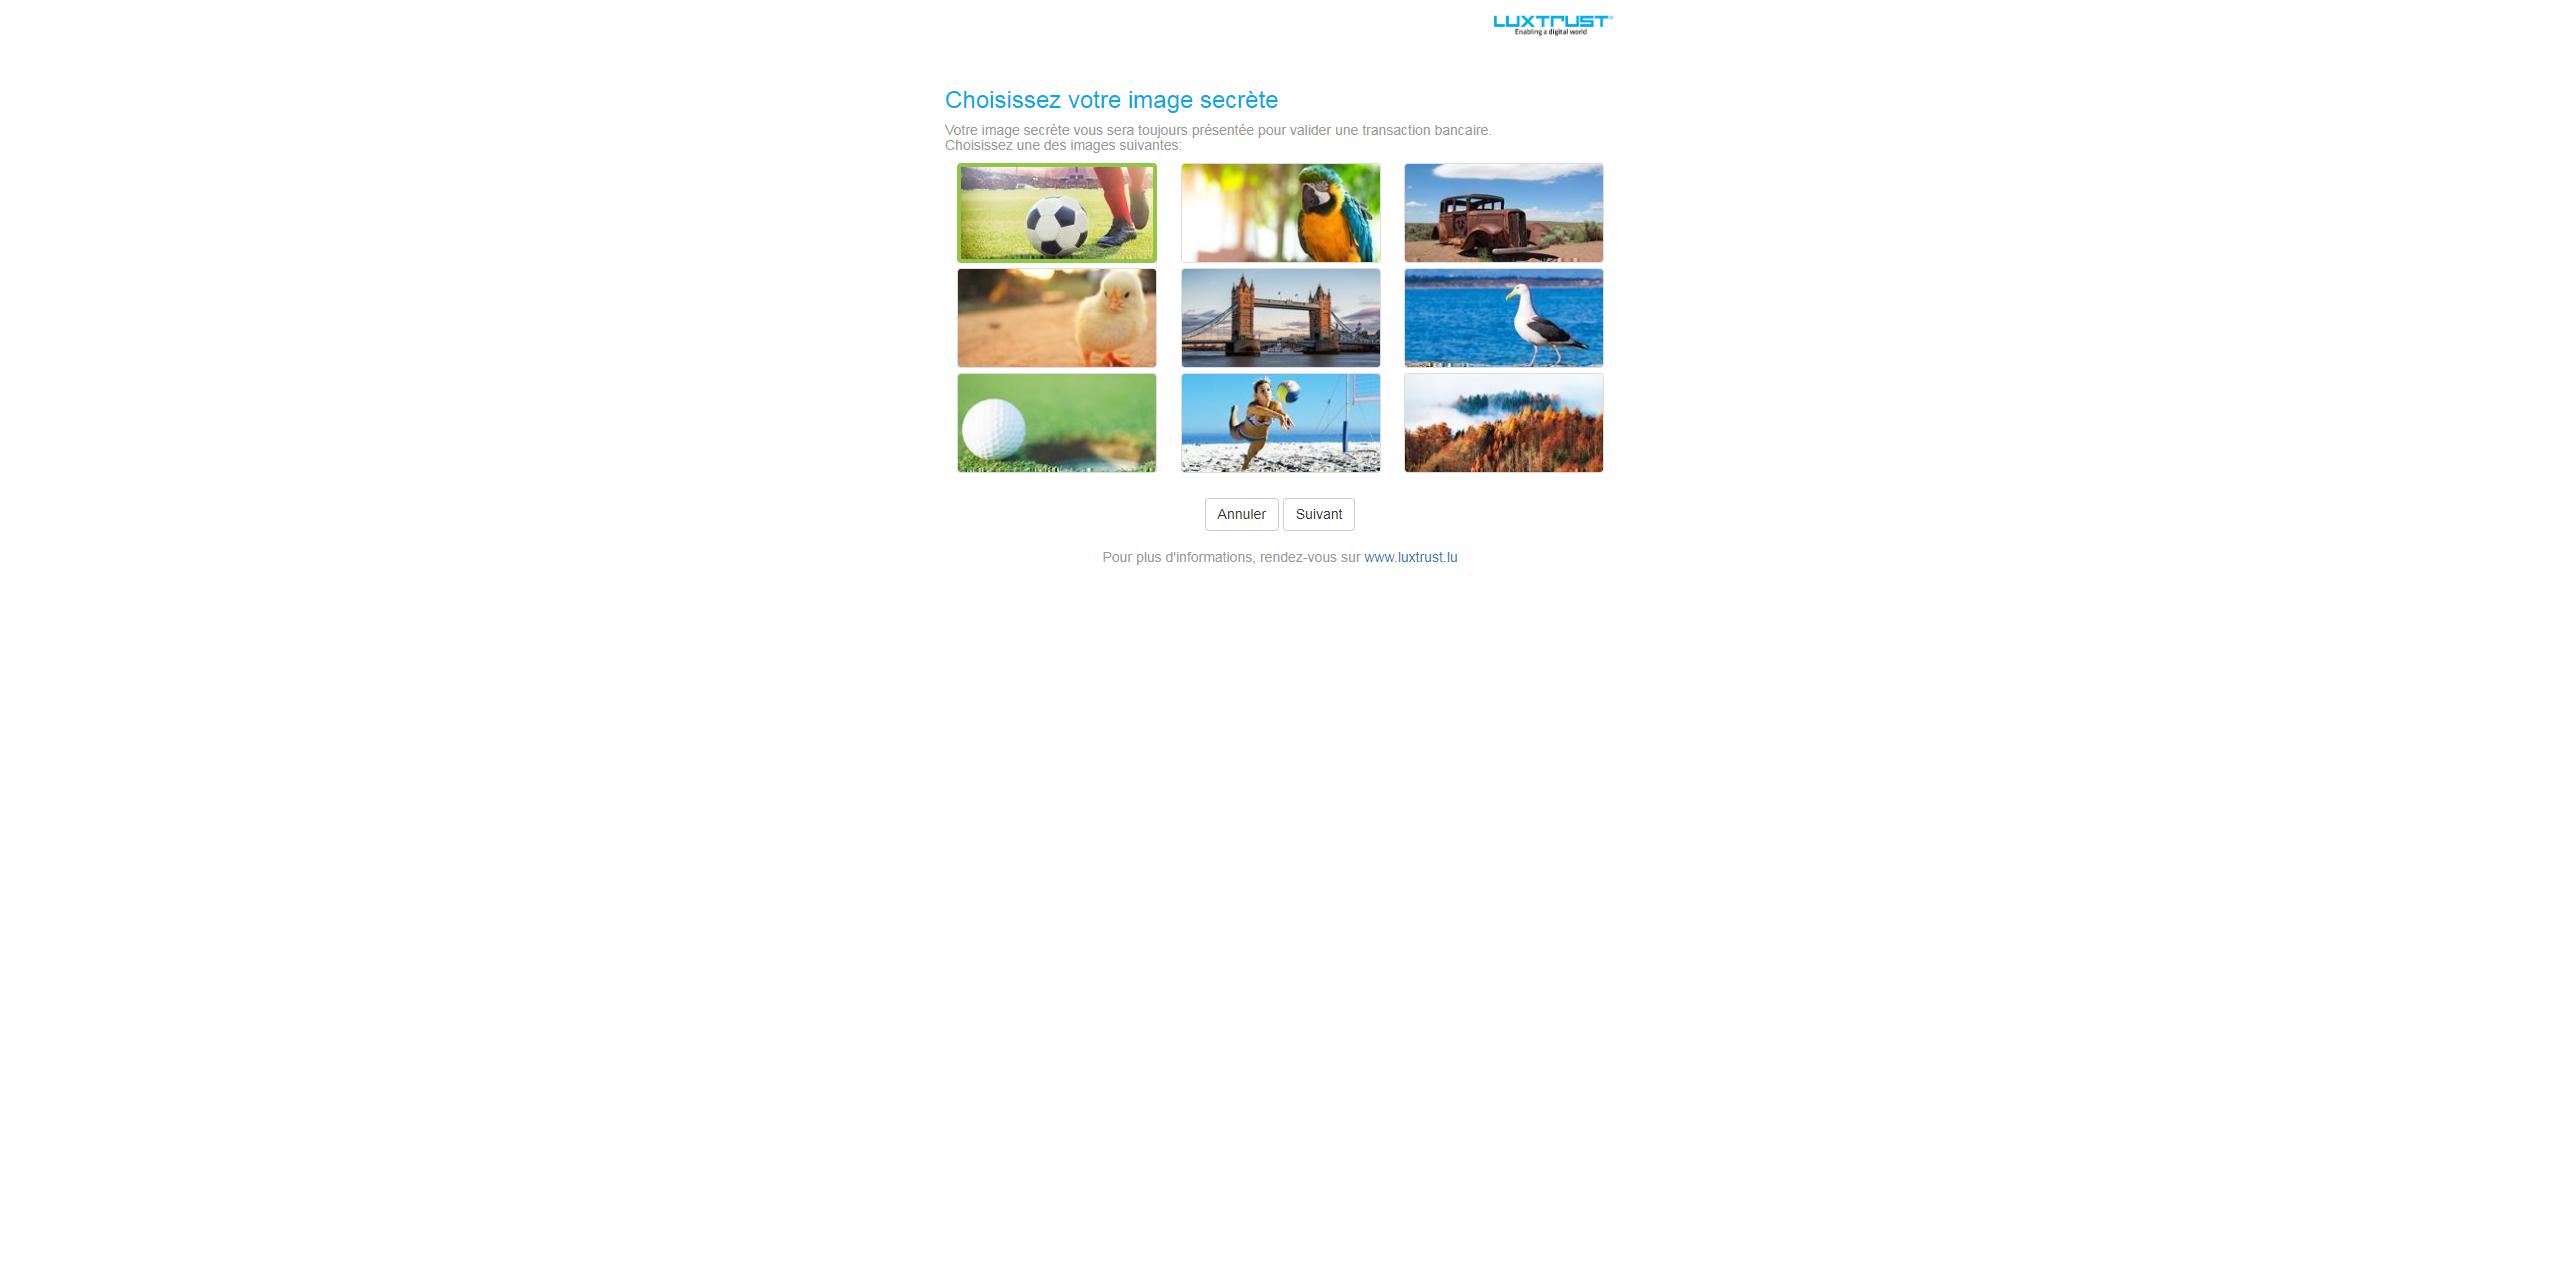 LUXTRUST
Enabling a digital world
Choisissez votre image secrète
Votre image secrète vous sera toujours présentée pour valider une transaction bancaire.
Choisissez une des images suivantes:
Annuler Suivant
Pour plus d'informations, rendez-vous sur www.luxtrust.lu